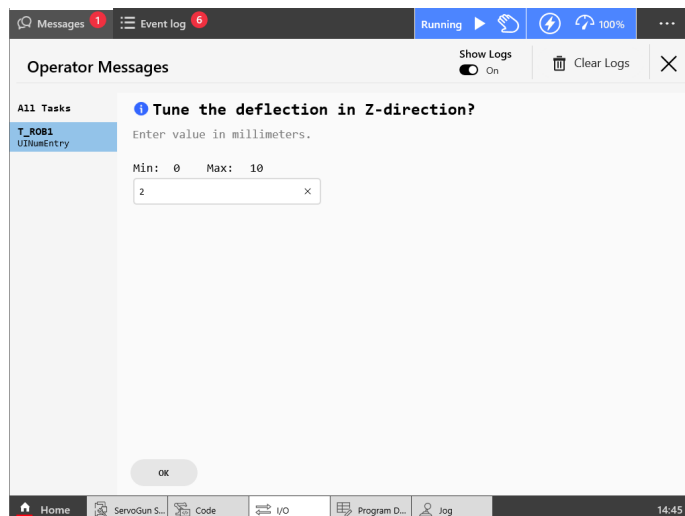 Messages 1 Event log 6 Running 100% ...
Operator Messages Show Logs On Clear Logs
All Tasks
T_ROB1
UINumEntry
Tune the deflection in Z-direction?
Enter value in millimeters.
Min: 0 Max: 10
2
OK
Home ServoGun S... Code I/O Program D... Jog 14:45